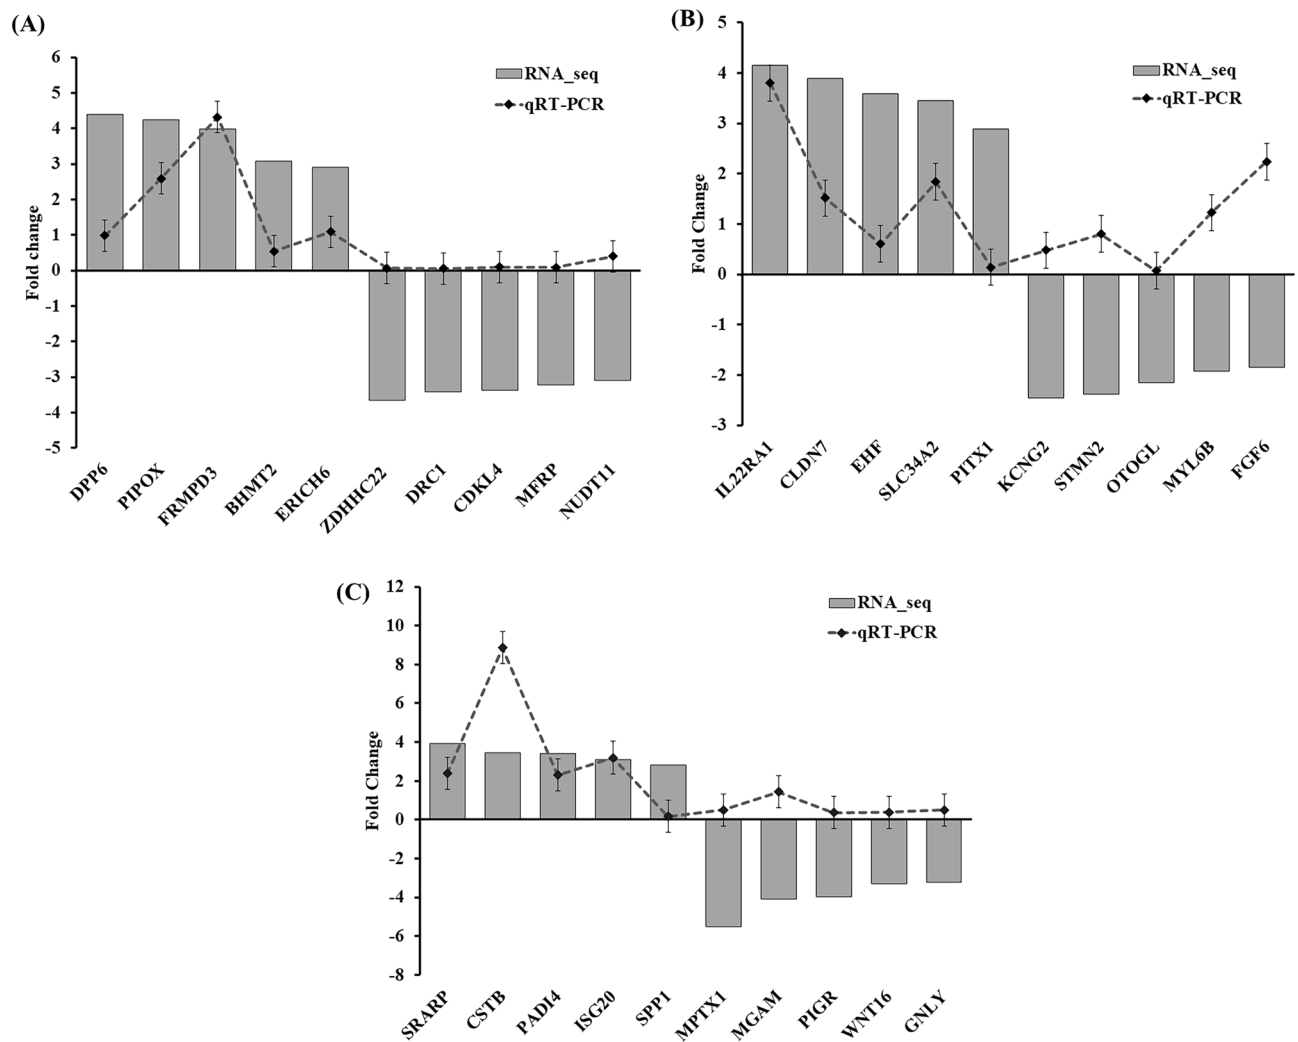 (A)
6
5
4
3
2
1
0
-1
-2
-3
-4
-5
Fold change
RNA_seq
qRT-PCR
DPP6
PIPOX
FRMPD3
BHMT2
ERICH6
ZDHHC22
DRC1
CDKL4
MFRP
NUDT11
(B)
5
4
3
2
1
0
-1
-2
-3
Fold Change
RNA_seq
qRT-PCR
IL22RA1
CLDN7
EHF
SLC34A2
PITX1
KCNG2
STMN2
OTOGL
MYL6B
FGF6
(C)
12
10
8
6
4
2
0
-2
-4
-6
-8
Fold Change
RNA_seq
qRT-PCR
SRARP
CSTB
PADI4
ISG20
SPP1
MPTX1
MGAM
PIGR
WNT16
GNLY